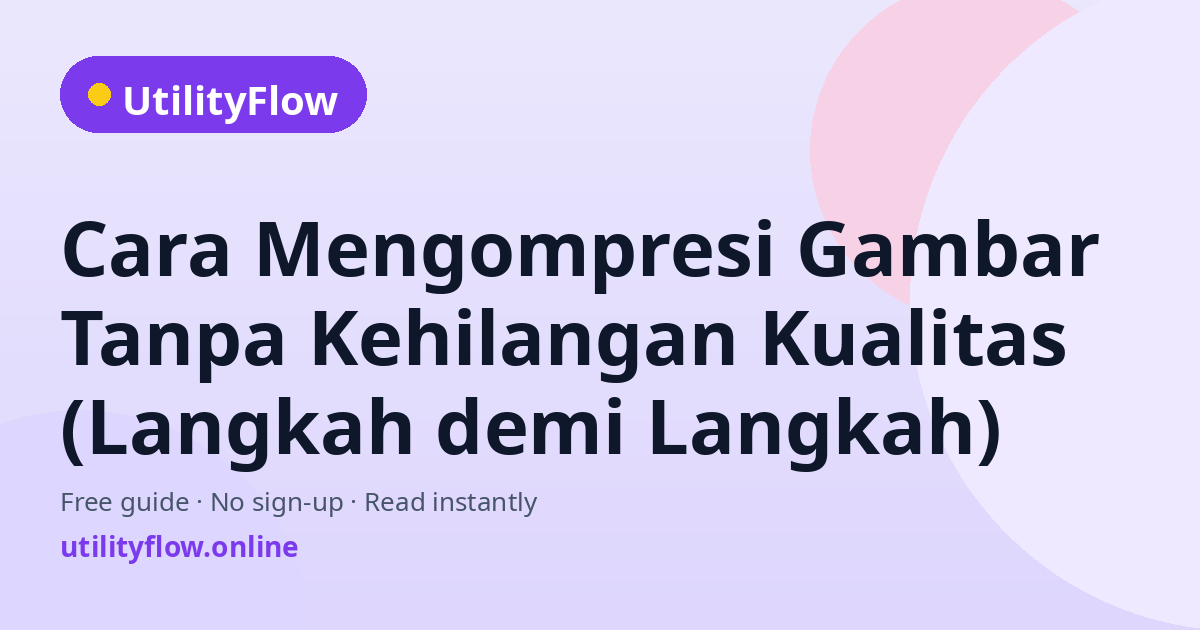 UtilityFlow
Cara Mengompresi Gambar
Tanpa Kehilangan Kualitas
(Langkah demi Langkah)
Free guide · No sign-up · Read instantly
utilityflow.online